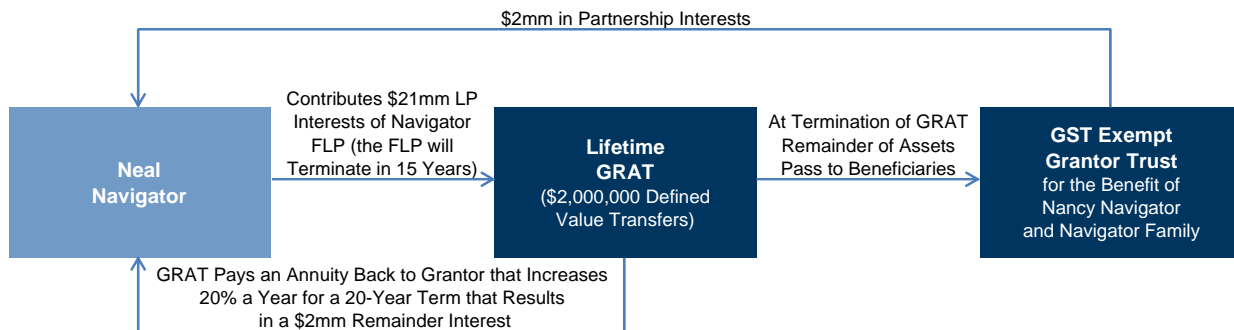 $2mm in Partnership Interests
Contributes $21mm LP
Interests of Navigator
FLP (the FLP will
Terminate in 15 Years)
At Termination of GRAT
Remainder of Assets
Pass to Beneficiaries
Neal
Navigator
Lifetime
GRAT
($2,000,000 Defined
Value Transfers)
GST Exempt
Grantor Trust
for the Benefit of
Nancy Navigator
and Navigator Family
GRAT Pays an Annuity Back to Grantor that Increases
20% a Year for a 20-Year Term that Results
in a $2mm Remainder Interest